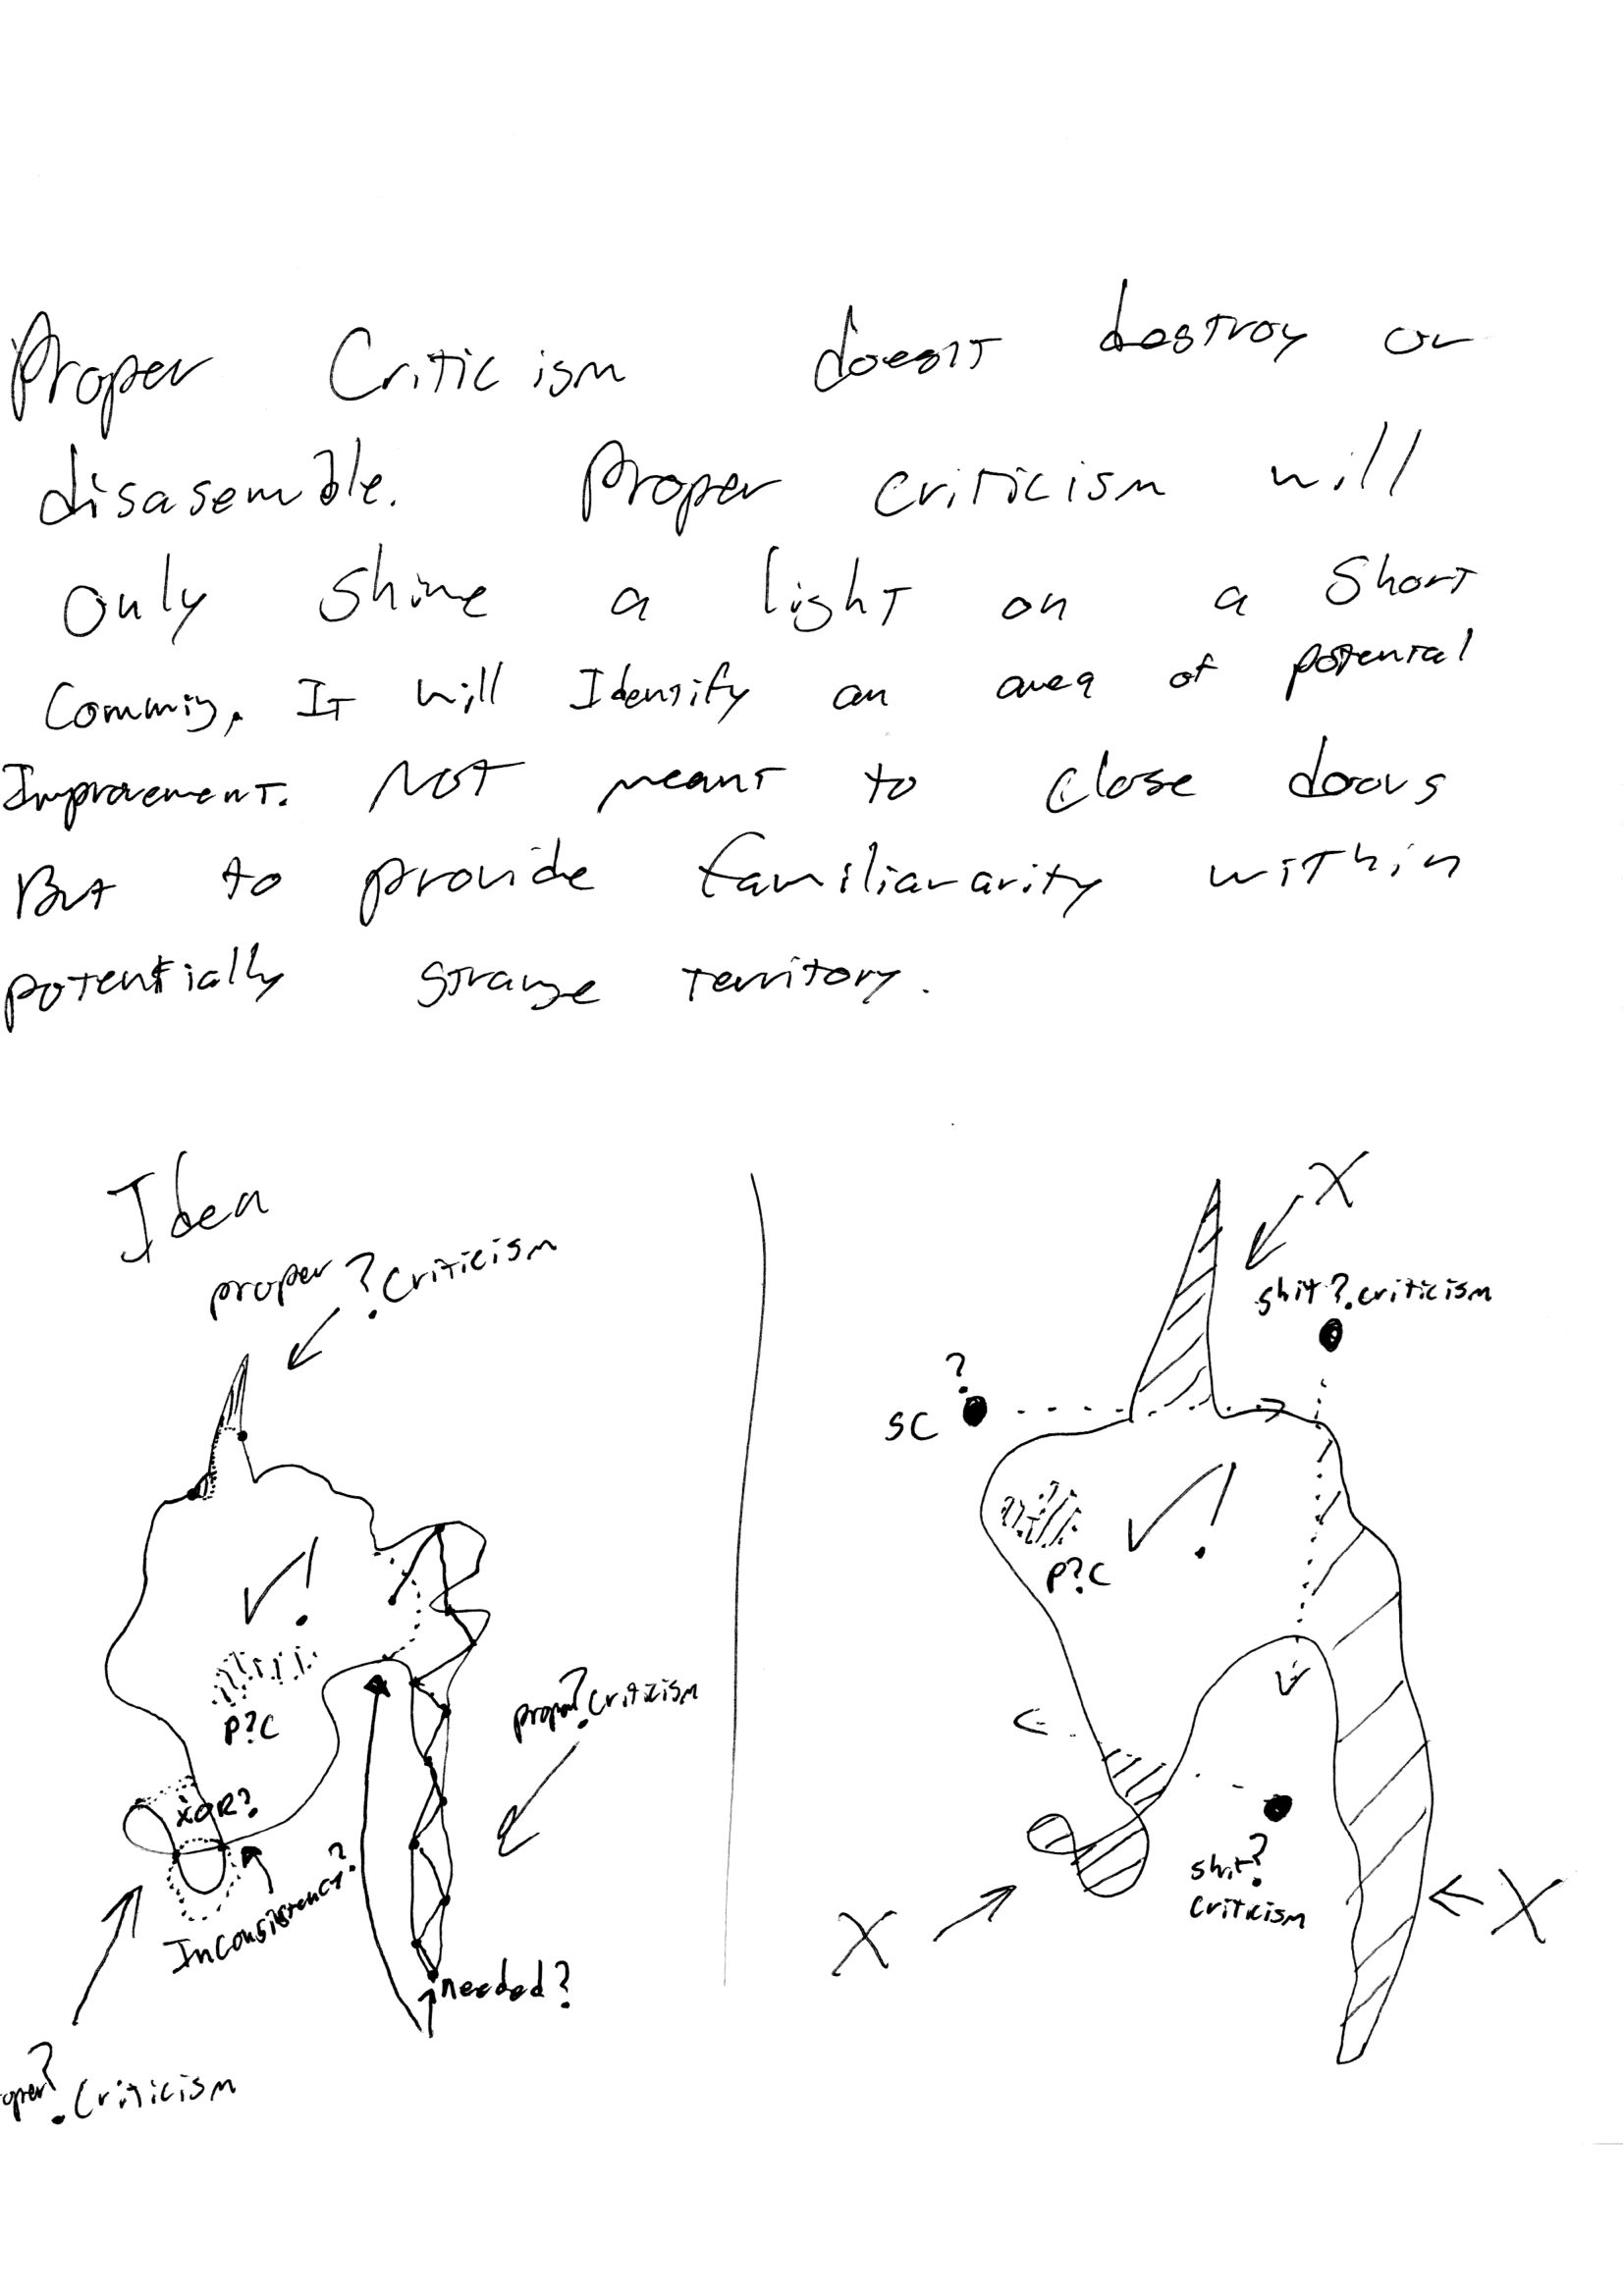 Proper Criticism doesnt destroy or
disasemble. Proper criticism will
Only shine a light on a Short
Comming. It will Identify an area of potential
Improvement. Not meant to close doors
But to provide familiararity within
potentially strange territory.
Idea
proper ? Criticism
X
shit?.criticism
?
SC
✓!
P?C
✓!
P?C
proper? Criticism
XOR?
Inconsistency?
shit?
Criticism
X
X
needed?
oper? Criticism